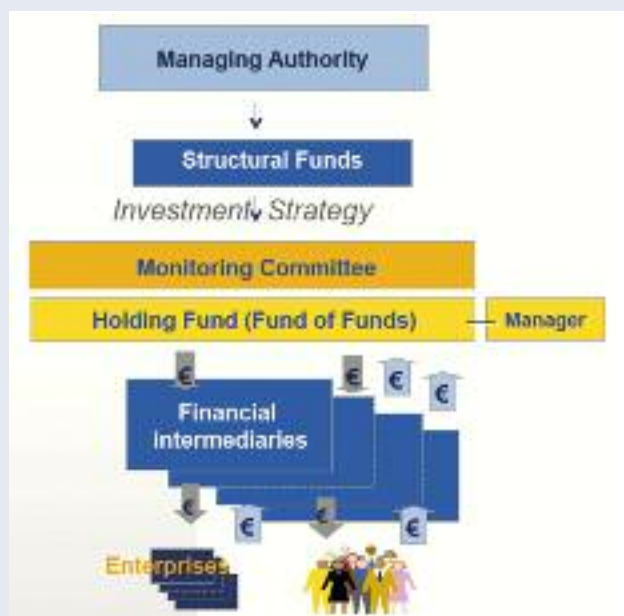 Managing Authority
Structural Funds
Investment Strategy
Monitoring Committee
Holding Fund (Fund of Funds)
Manager
€
€
€
€
Financial
intermediaries
€
€
€
€
Enterprises